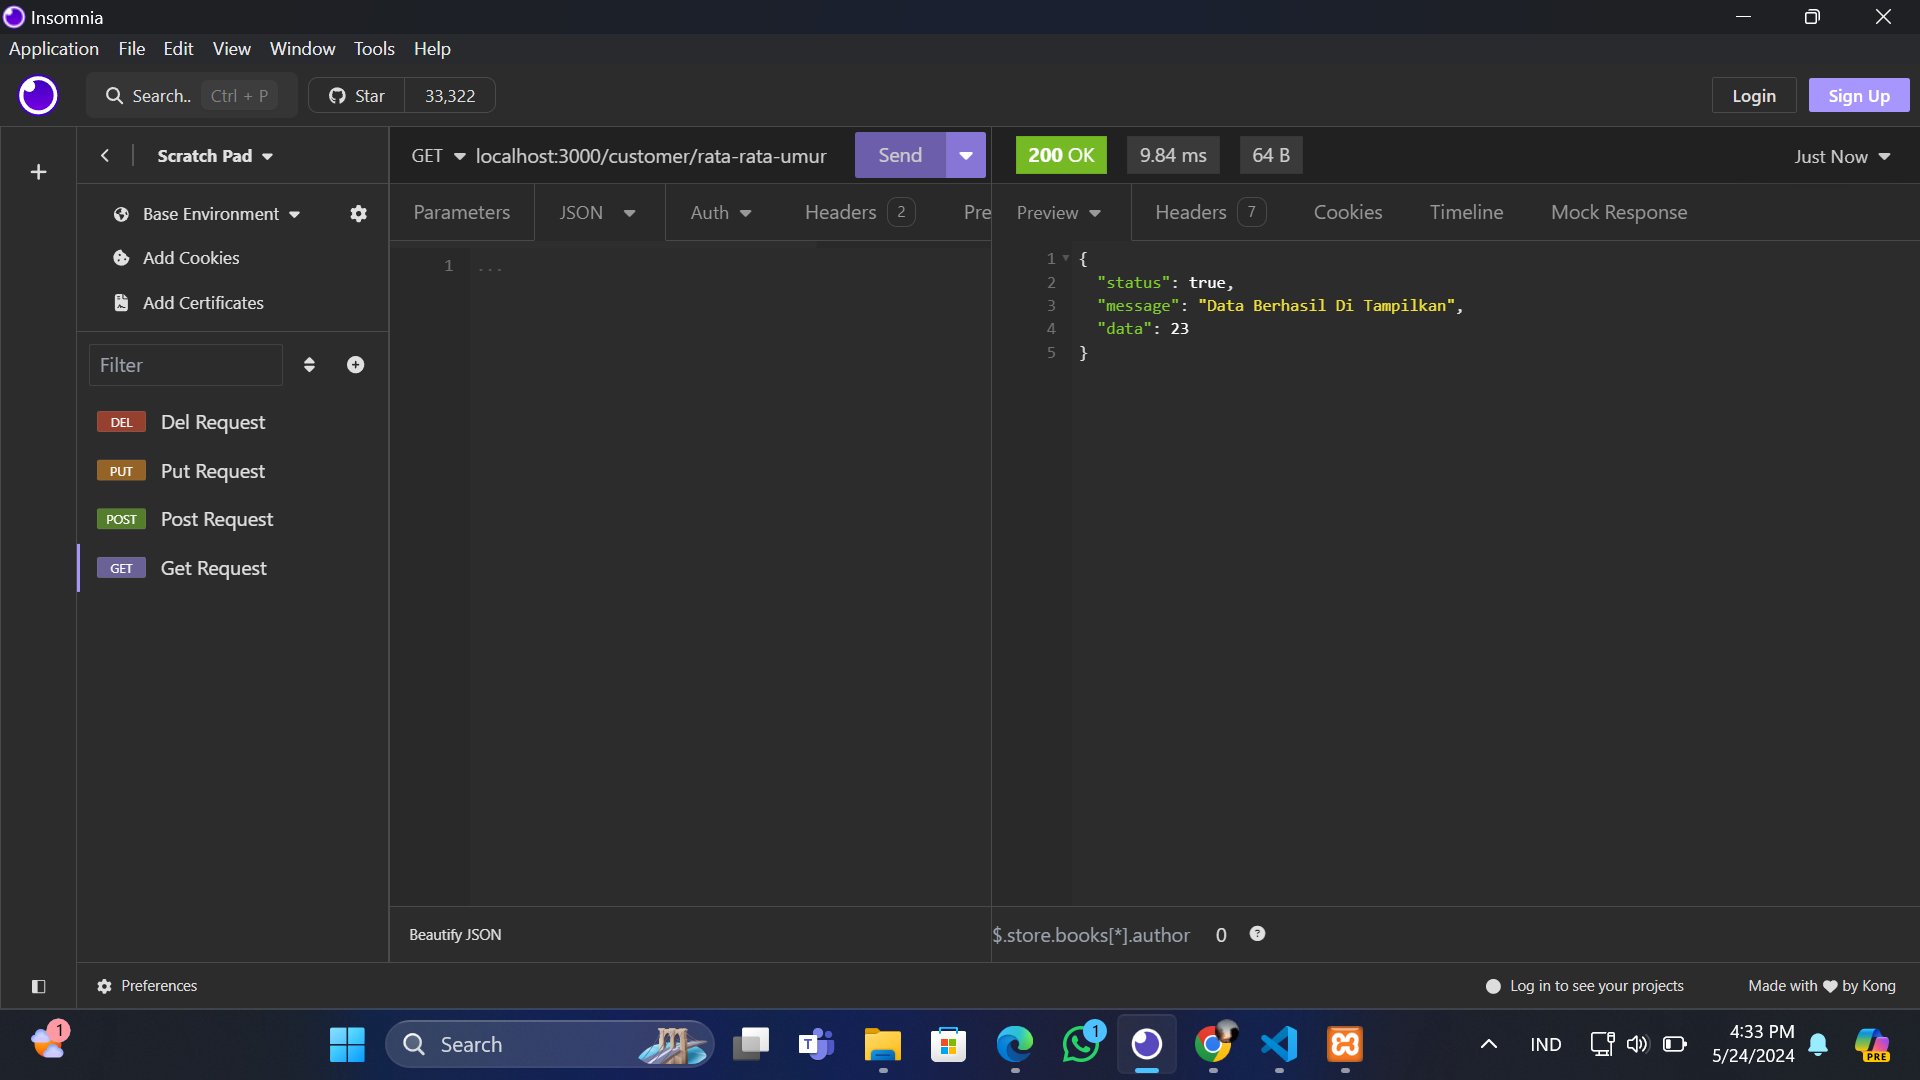 Insomnia
Application File Edit View Window Tools Help
Search.. Ctrl + P Star 33,322 Login Sign Up
Scratch Pad
Base Environment
Add Cookies
Add Certificates
Filter
DEL Del Request
PUT Put Request
POST Post Request
GET Get Request
GET localhost:3000/customer/rata-rata-umur Send
Parameters JSON Auth Headers 2 Pre
1 ...
Beautify JSON
200 OK 9.84 ms 64 B Just Now
Preview Headers 7 Cookies Timeline Mock Response
1 {
2 "status": true,
3 "message": "Data Berhasil Di Tampilkan",
4 "data": 23
5 }
$.store.books[*].author 0 ?
Preferences Log in to see your projects Made with ❤ by Kong
1 Search T 1 IND 4:33 PM PRE
5/24/2024